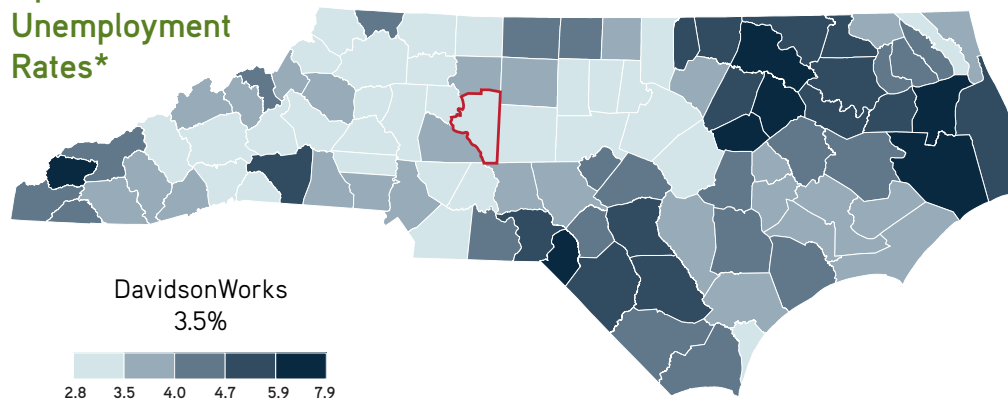 Unemployment
Rates*
DavidsonWorks
3.5%
2.8 3.5 4.0 4.7 5.9 7.9